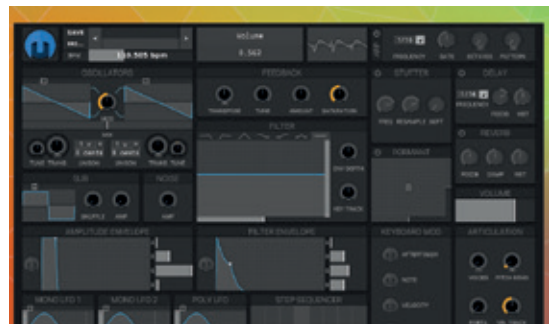 save
BPM 110.505 bpm
Volume
0.562
ARP
FREQUENCY GATE OCTAVES PATTERN
OSCILLATORS
FEEDBACK
STUTTER
DELAY
TRANSPOSE TUNE AMOUNT SATURATION
FREQUENCY FEEDB WET
FREQ RESAMPLE SOFT
MIX
FILTER
REVERB
FORMANT
ENV DEPTH
TUNE TRANS UNISON UNISON TRANS TUNE
FEEDB DAMP WET
SUB
NOISE
VOLUME
KEY TRACK
SHUFFLE AMP AMP
AMPLITUDE ENVELOPE
FILTER ENVELOPE
KEYBOARD MOD
ARTICULATION
AFTERTOUCH
VOICES PITCH BEND
NOTE
VELOCITY
MONO LFO 1
MONO LFO 2
POLY LFO
STEP SEQUENCER